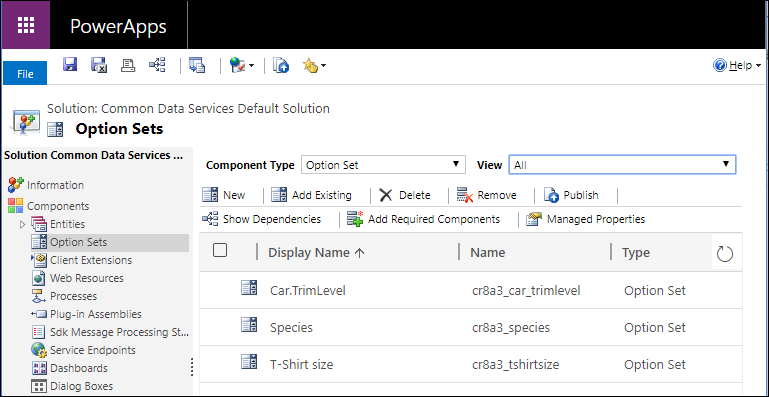 PowerApps
File
Help
Solution: Common Data Services Default Solution
Option Sets
Solution Common Data Services ...
Information
Components
Entities
Option Sets
Client Extensions
Web Resources
Processes
Plug-in Assemblies
Sdk Message Processing St...
Service Endpoints
Dashboards
Dialog Boxes
Component Type Option Set View All
New Add Existing Delete Remove Publish
Show Dependencies Add Required Components Managed Properties
Display Name Name Type
Car.TrimLevel cr8a3_car_trimlevel Option Set
Species cr8a3_species Option Set
T-Shirt size cr8a3_tshirtsize Option Set